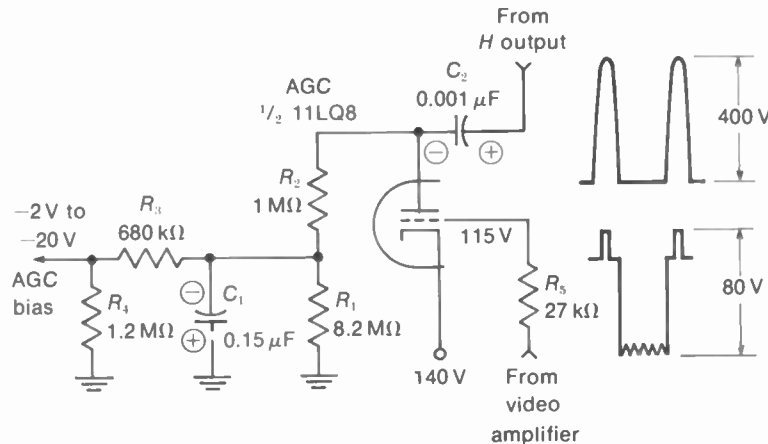 From
H output
AGC
1/2 11LQ8
C2
0.001 μF
400 V
R2
1 MΩ
−2V to
−20 V
R3
680 kΩ
AGC
bias
R4
1.2 MΩ
C1
0.15 μF
R1
8.2 MΩ
115 V
R5
27 kΩ
80 V
140 V
From
video
amplifier